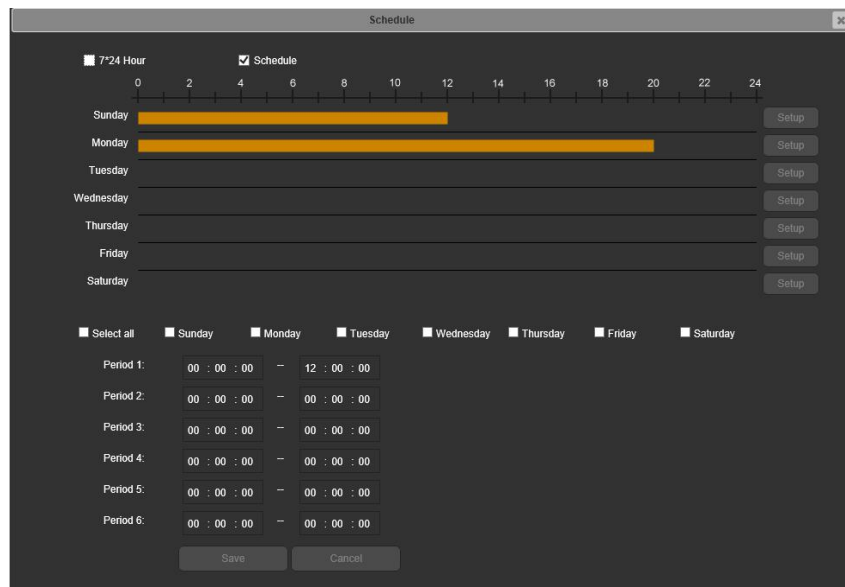 Schedule
7*24 Hour Schedule
0 2 4 6 8 10 12 14 16 18 20 22 24
Sunday Setup
Monday Setup
Tuesday Setup
Wednesday Setup
Thursday Setup
Friday Setup
Saturday Setup
Select all Sunday Monday Tuesday Wednesday Thursday Friday Saturday
Period 1: 00 : 00 : 00 -- 12 : 00 : 00
Period 2: 00 : 00 : 00 -- 00 : 00 : 00
Period 3: 00 : 00 : 00 -- 00 : 00 : 00
Period 4: 00 : 00 : 00 -- 00 : 00 : 00
Period 5: 00 : 00 : 00 -- 00 : 00 : 00
Period 6: 00 : 00 : 00 -- 00 : 00 : 00
Save Cancel